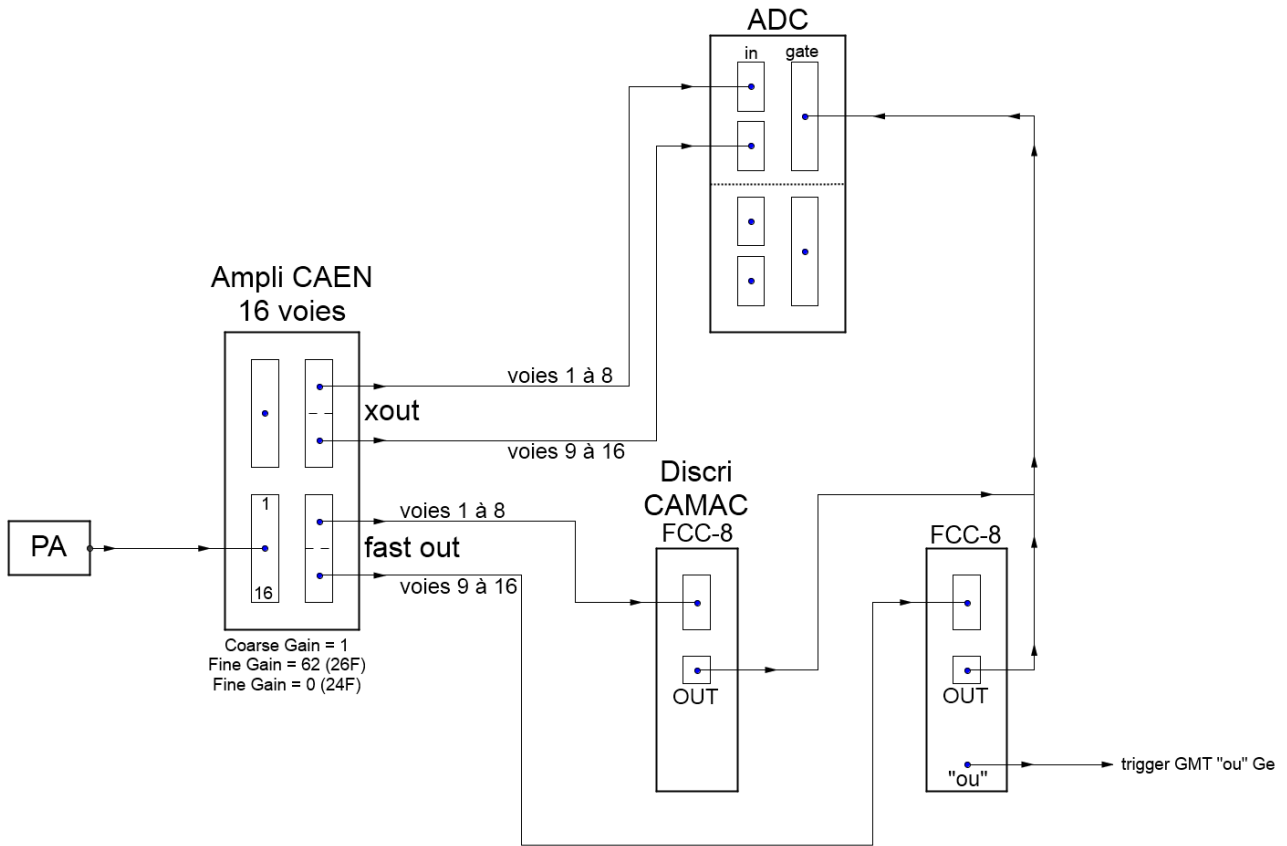 ADC
in
gate
Ampli CAEN
16 voies
voies 1 à 8
xout
voies 9 à 16
Discri
CAMAC
FCC-8
FCC-8
1
voies 1 à 8
PA
fast out
16
voies 9 à 16
Coarse Gain = 1
Fine Gain = 62 (26F)
Fine Gain = 0 (24F)
OUT
OUT
"ou"
trigger GMT "ou" Ge